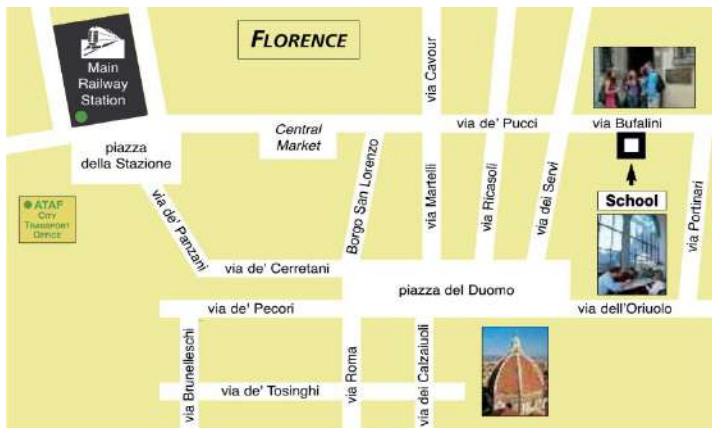 FLORENCE
Main
Railway
Station
piazza
della Stazione
Central
Market
via Cavour
via de' Pucci
via Bufalini
School
ATAF
CITY
TRANSPORT
OFFICE
via de' Panzani
Borgo San Lorenzo
via Martelli
via Ricasoli
via dei Servi
via Portinari
via de' Cerretani
piazza del Duomo
via de' Pecori
via dell'Oriuolo
via Brunelleschi
via Roma
via dei Calzaiuoli
via de' Tosinghi